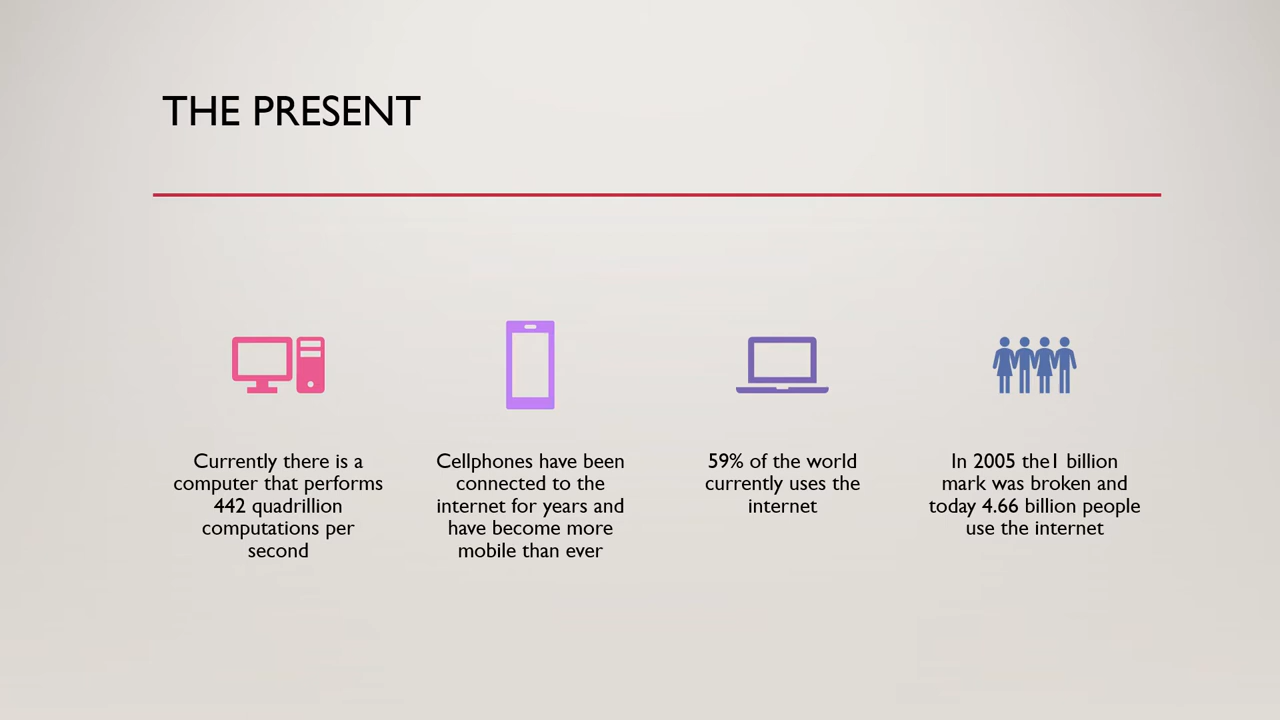 THE PRESENT
Currently there is a
computer that performs
442 quadrillion
computations per
second
Cellphones have been
connected to the
internet for years and
have become more
mobile than ever
59% of the world
currently uses the
internet
In 2005 the1 billion
mark was broken and
today 4.66 billion people
use the internet